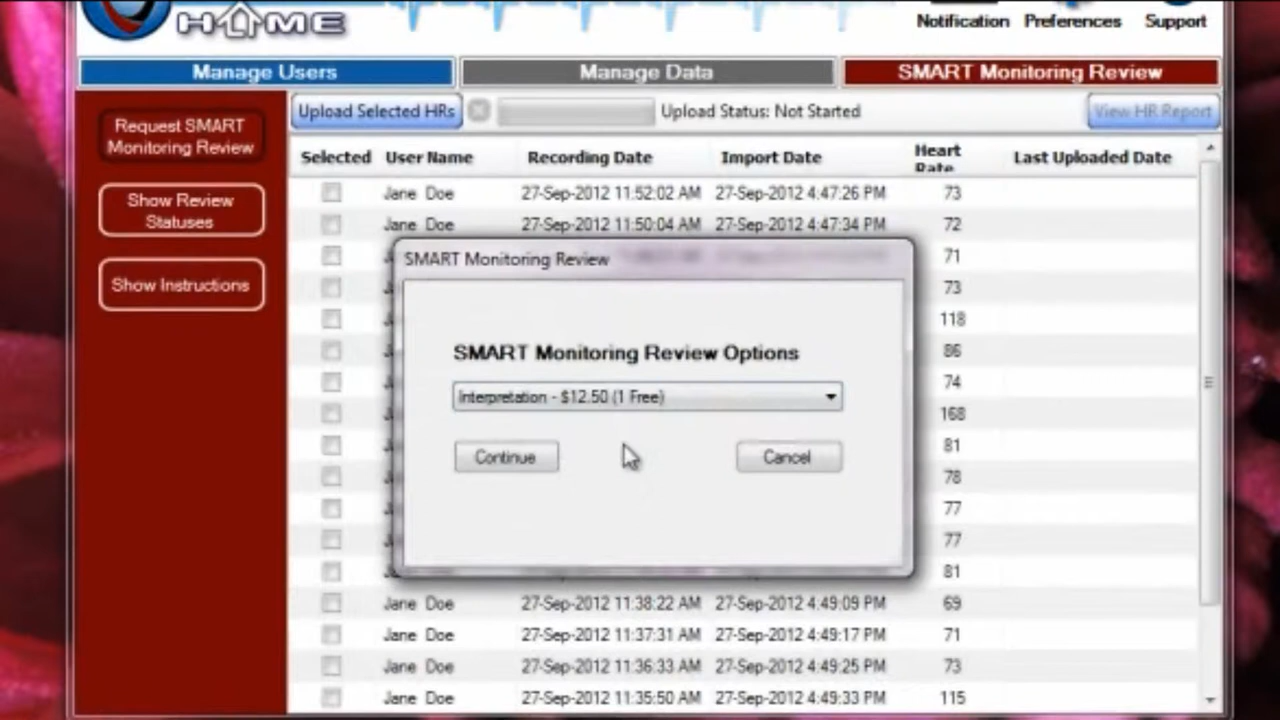 HOME
Notification Preferences Support
Manage Users Manage Data SMART Monitoring Review
Request SMART
Monitoring Review
Show Review
Statuses
Show Instructions
Upload Selected HRs Upload Status: Not Started View HR Report
Selected User Name Recording Date Import Date Heart Rate Last Uploaded Date
Jane Doe 27-Sep-2012 11:52:02 AM 27-Sep-2012 4:47:26 PM 73
Jane Doe 27-Sep-2012 11:50:04 AM 27-Sep-2012 4:47:34 PM 72
71
73
118
86
74
168
81
78
77
77
81
SMART Monitoring Review
SMART Monitoring Review Options
Interpretation - $12.50 (1 Free)
Continue Cancel
Jane Doe 27-Sep-2012 11:38:22 AM 27-Sep-2012 4:49:09 PM 69
Jane Doe 27-Sep-2012 11:37:31 AM 27-Sep-2012 4:49:17 PM 71
Jane Doe 27-Sep-2012 11:36:33 AM 27-Sep-2012 4:49:25 PM 73
Jane Doe 27-Sep-2012 11:35:50 AM 27-Sep-2012 4:49:33 PM 115